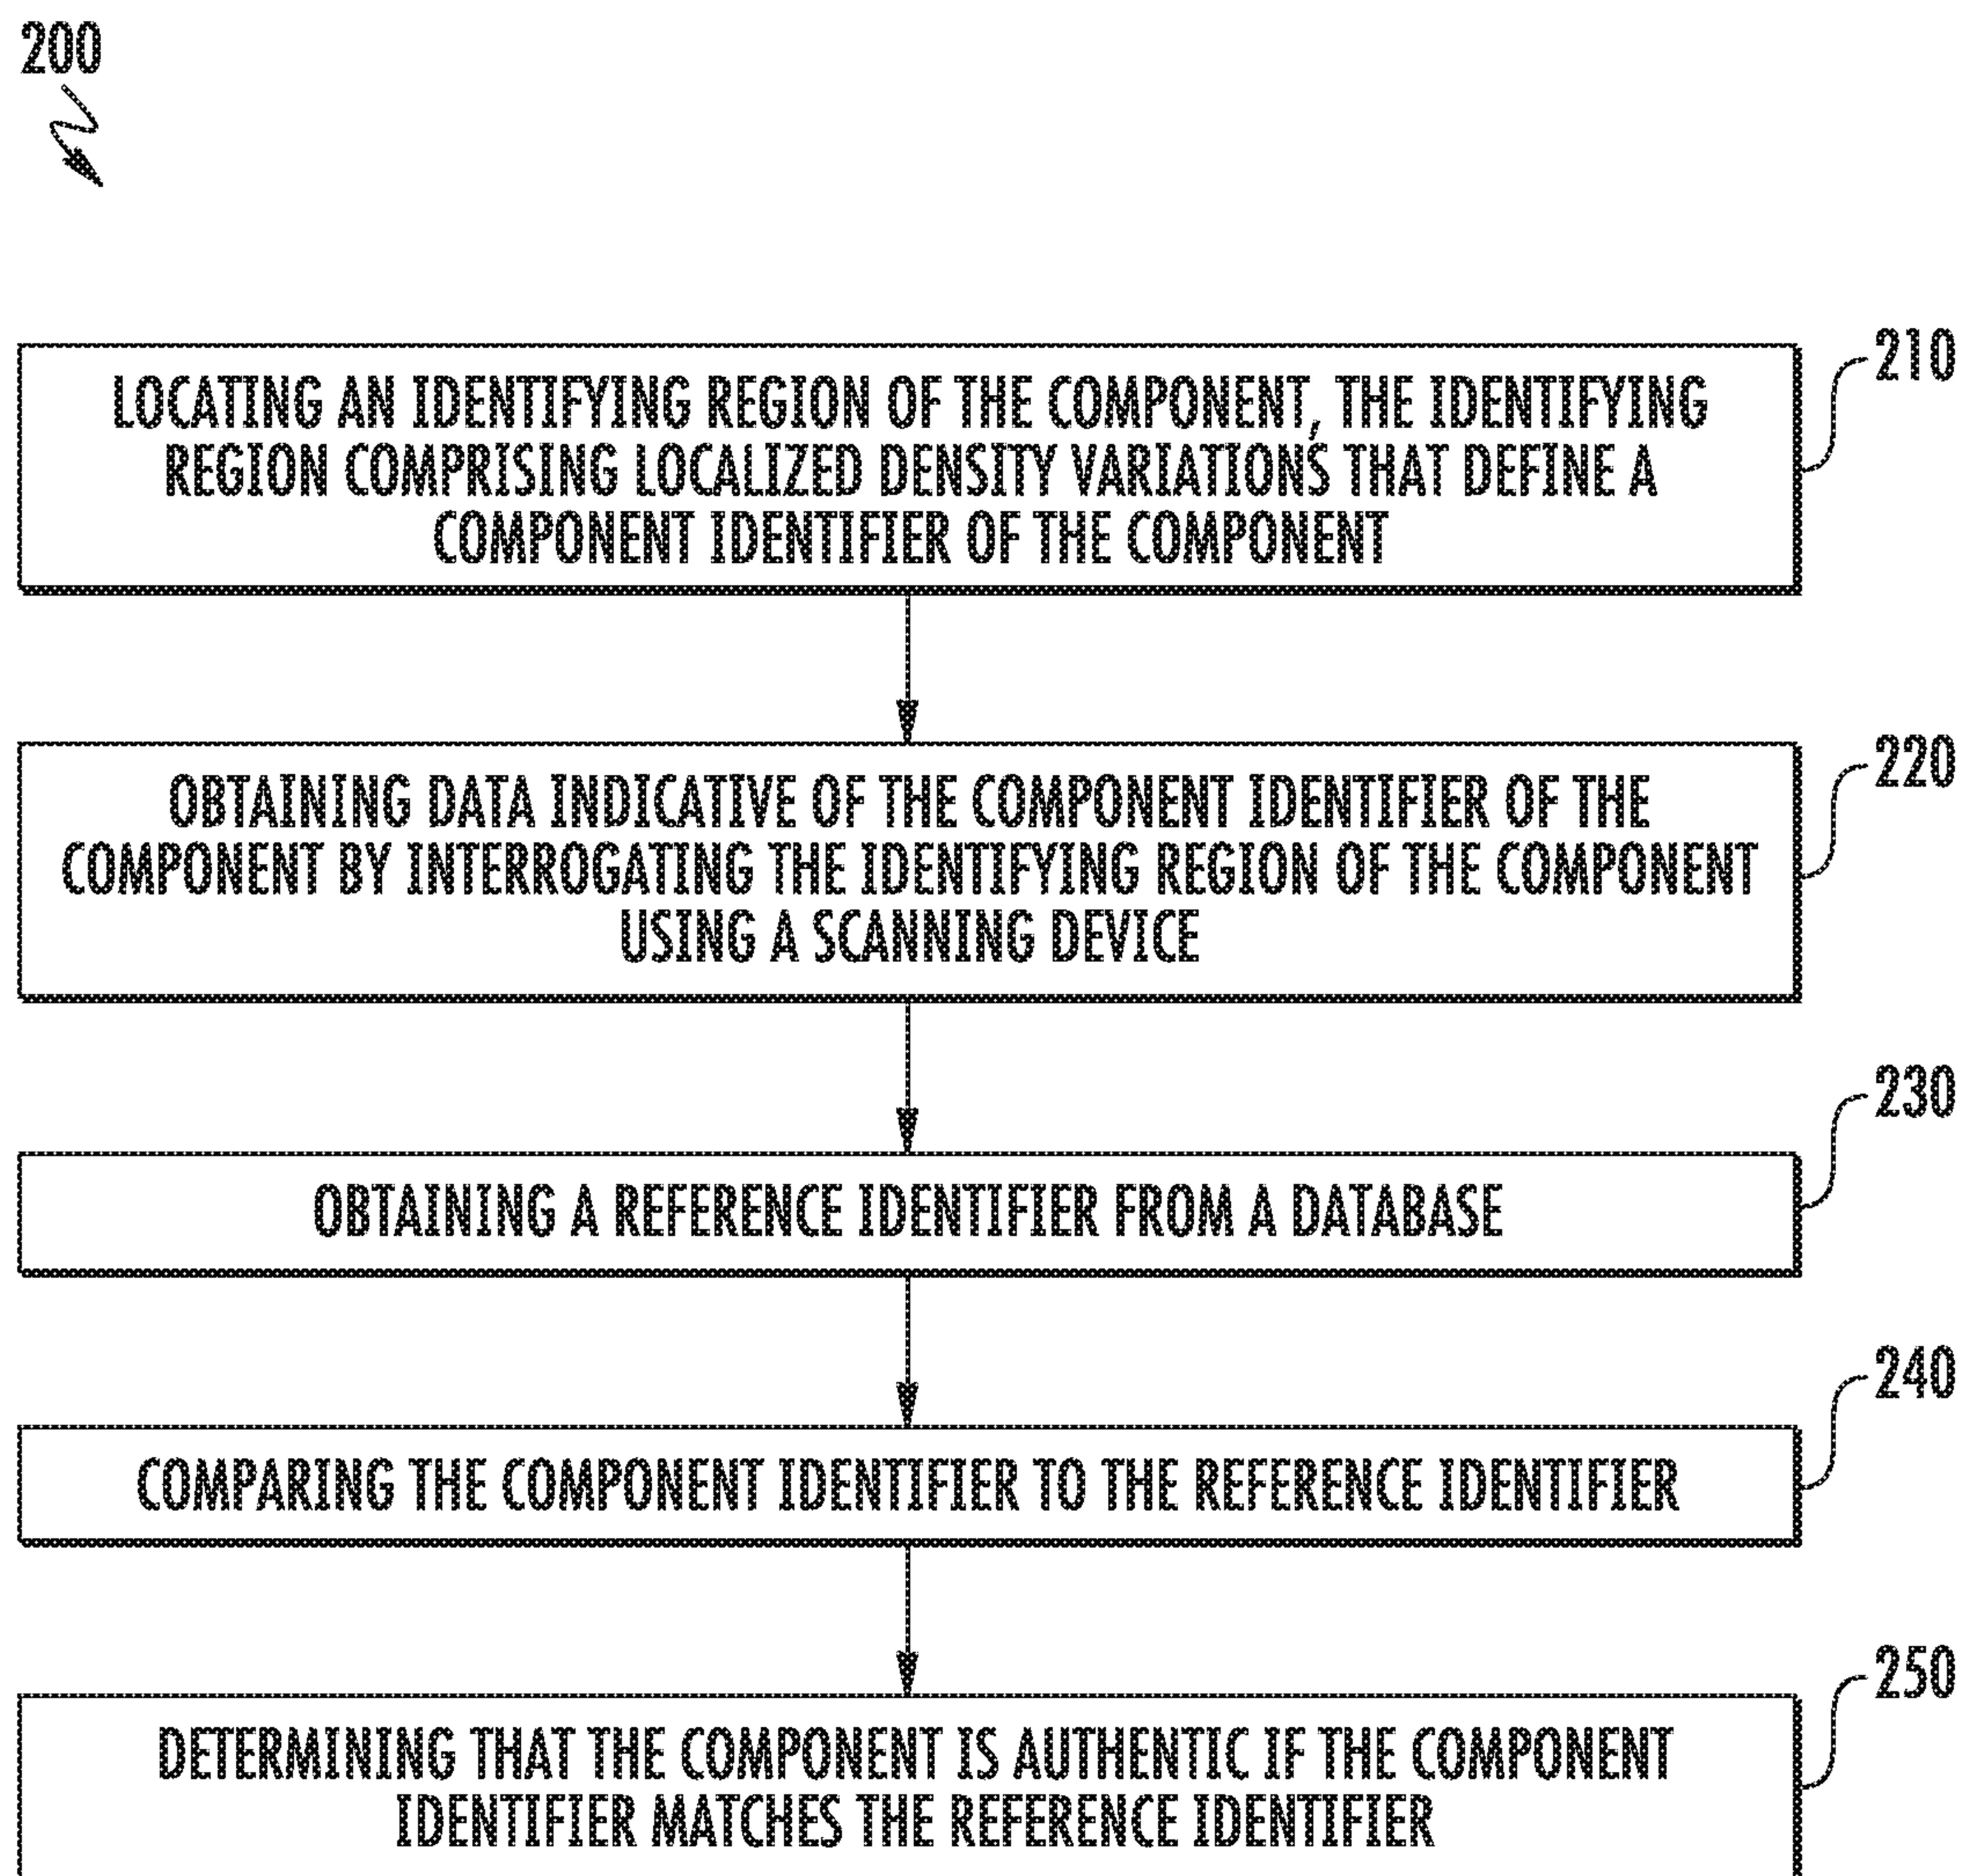 200
210
LOCATING AN IDENTIFYING REGION OF THE COMPONENT, THE IDENTIFYING
REGION COMPRISING LOCALIZED DENSITY VARIATIONS THAT DEFINE A
COMPONENT IDENTIFIER OF THE COMPONENT
220
OBTAINING DATA INDICATIVE OF THE COMPONENT IDENTIFIER OF THE
COMPONENT BY INTERROGATING THE IDENTIFYING REGION OF THE COMPONENT
USING A SCANNING DEVICE
230
OBTAINING A REFERENCE IDENTIFIER FROM A DATABASE
240
COMPARING THE COMPONENT IDENTIFIER TO THE REFERENCE IDENTIFIER
250
DETERMINING THAT THE COMPONENT IS AUTHENTIC IF THE COMPONENT
IDENTIFIER MATCHES THE REFERENCE IDENTIFIER